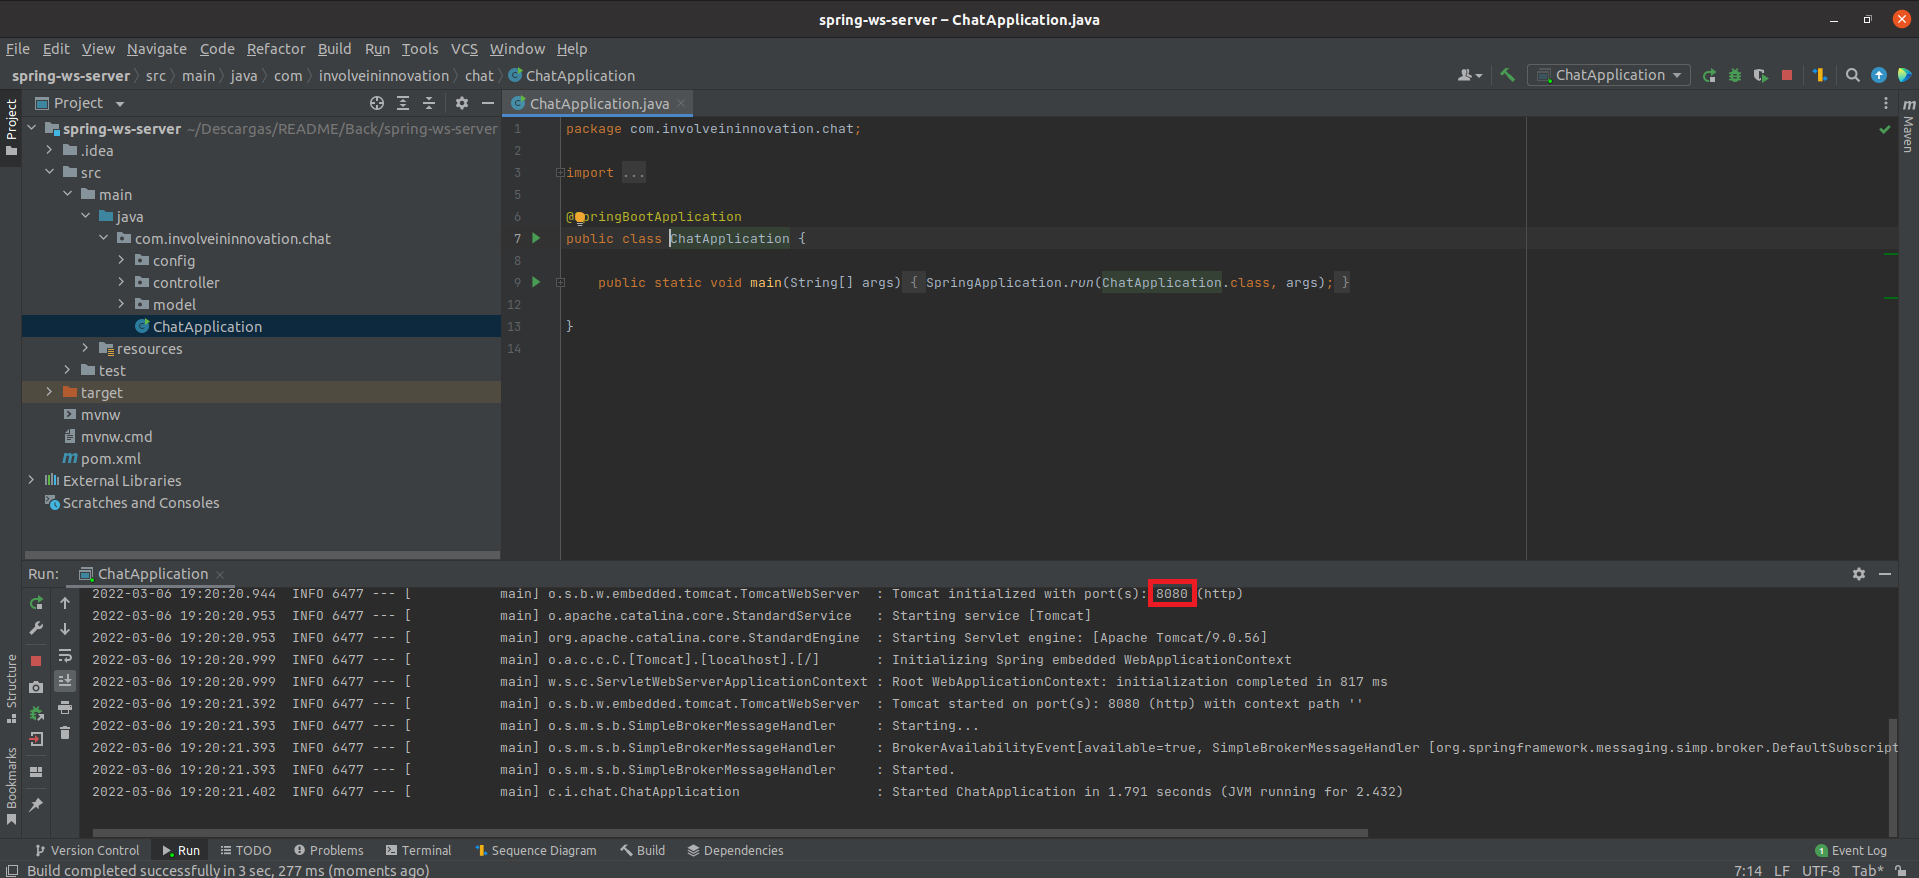 spring-ws-server – ChatApplication.java
File Edit View Navigate Code Refactor Build Run Tools VCS Window Help
spring-ws-server src main java com involveininnovation chat ChatApplication
ChatApplication
Project
Project
ChatApplication.java
Maven
spring-ws-server ~/Descargas/README/Back/spring-ws-server
.idea
src
main
java
com.involveininnovation.chat
config
controller
model
ChatApplication
resources
test
target
mvnw
mvnw.cmd
pom.xml
External Libraries
Scratches and Consoles
1 package com.involveininnovation.chat;
2
3 import ...
5
6 @SpringBootApplication
7 public class ChatApplication {
8
9 public static void main(String[] args) { SpringApplication.run(ChatApplication.class, args); }
12
13 }
14
Run: ChatApplication
2022-03-06 19:20:20.944 INFO 6477 --- [ main] o.s.b.w.embedded.tomcat.TomcatWebServer : Tomcat initialized with port(s): 8080 (http)
2022-03-06 19:20:20.953 INFO 6477 --- [ main] o.apache.catalina.core.StandardService : Starting service [Tomcat]
2022-03-06 19:20:20.953 INFO 6477 --- [ main] org.apache.catalina.core.StandardEngine : Starting Servlet engine: [Apache Tomcat/9.0.56]
2022-03-06 19:20:20.999 INFO 6477 --- [ main] o.a.c.c.C.[Tomcat].[localhost].[/] : Initializing Spring embedded WebApplicationContext
2022-03-06 19:20:20.999 INFO 6477 --- [ main] w.s.c.ServletWebServerApplicationContext : Root WebApplicationContext: initialization completed in 817 ms
2022-03-06 19:20:21.392 INFO 6477 --- [ main] o.s.b.w.embedded.tomcat.TomcatWebServer : Tomcat started on port(s): 8080 (http) with context path ''
2022-03-06 19:20:21.393 INFO 6477 --- [ main] o.s.m.s.b.SimpleBrokerMessageHandler : Starting...
2022-03-06 19:20:21.393 INFO 6477 --- [ main] o.s.m.s.b.SimpleBrokerMessageHandler : BrokerAvailabilityEvent[available=true, SimpleBrokerMessageHandler [org.springframework.messaging.simp.broker.DefaultSubscript
2022-03-06 19:20:21.393 INFO 6477 --- [ main] o.s.m.s.b.SimpleBrokerMessageHandler : Started.
2022-03-06 19:20:21.402 INFO 6477 --- [ main] c.i.chat.ChatApplication : Started ChatApplication in 1.791 seconds (JVM running for 2.432)
Structure
Bookmarks
Version Control Run TODO Problems Terminal Sequence Diagram Build Dependencies 1 Event Log
Build completed successfully in 3 sec, 277 ms (moments ago) 7:14 LF UTF-8 Tab*